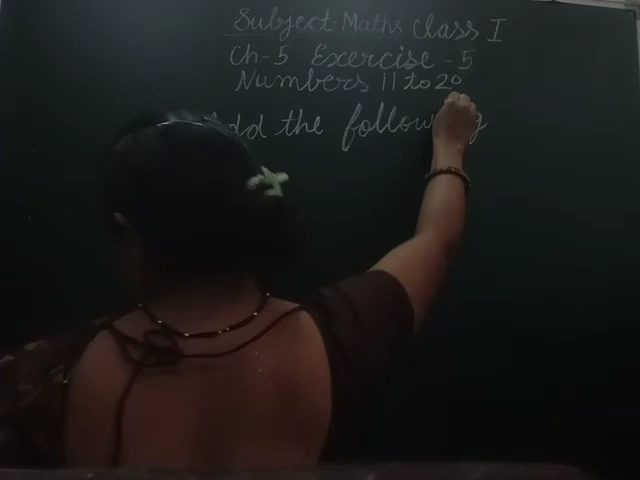 Subject-Maths Class I
Ch-5 Exercise-5
Numbers 11 to 20
Add the following